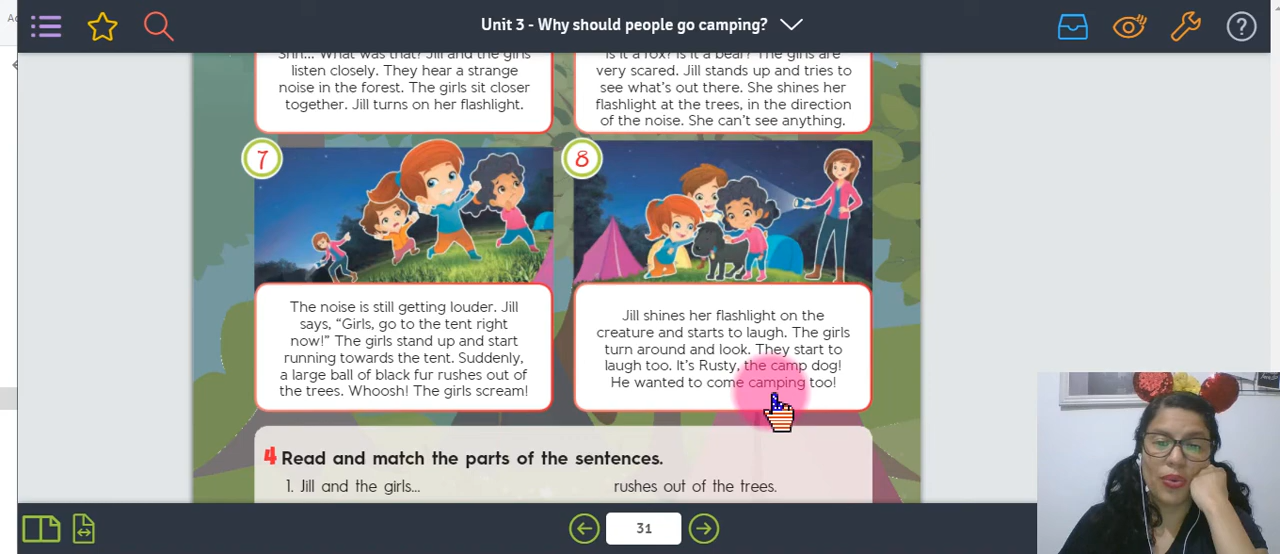 Unit 3 - Why should people go camping?
Shh... What was that? Jill and the girls
listen closely. They hear a strange
noise in the forest. The girls sit closer
together. Jill turns on her flashlight.
Is it a fox? Is it a bear? The girls are
very scared. Jill stands up and tries to
see what's out there. She shines her
flashlight at the trees, in the direction
of the noise. She can't see anything.
7
8
The noise is still getting louder. Jill
says, "Girls, go to the tent right
now!" The girls stand up and start
running towards the tent. Suddenly,
a large ball of black fur rushes out of
the trees. Whoosh! The girls scream!
Jill shines her flashlight on the
creature and starts to laugh. The girls
turn around and look. They start to
laugh too. It's Rusty, the camp dog!
He wanted to come camping too!
4 Read and match the parts of the sentences.
1. Jill and the girls...
rushes out of the trees.
31